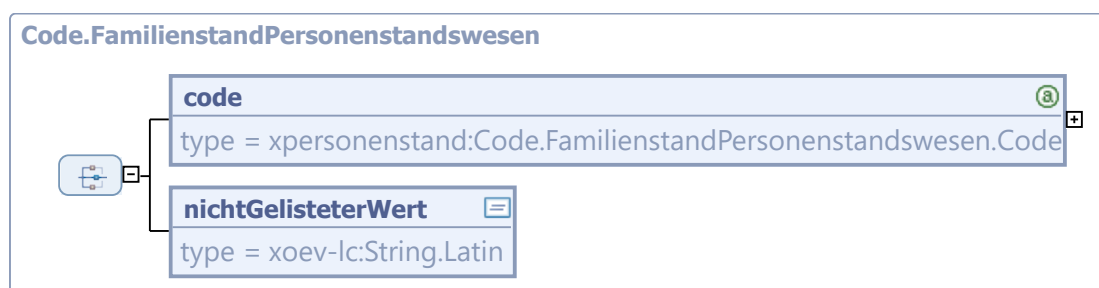 Code.FamilienstandPersonenstandswesen
code
type = xpersonenstand:Code.FamilienstandPersonenstandswesen.Code
nichtGelisteterWert
type = xoev-lc:String.Latin